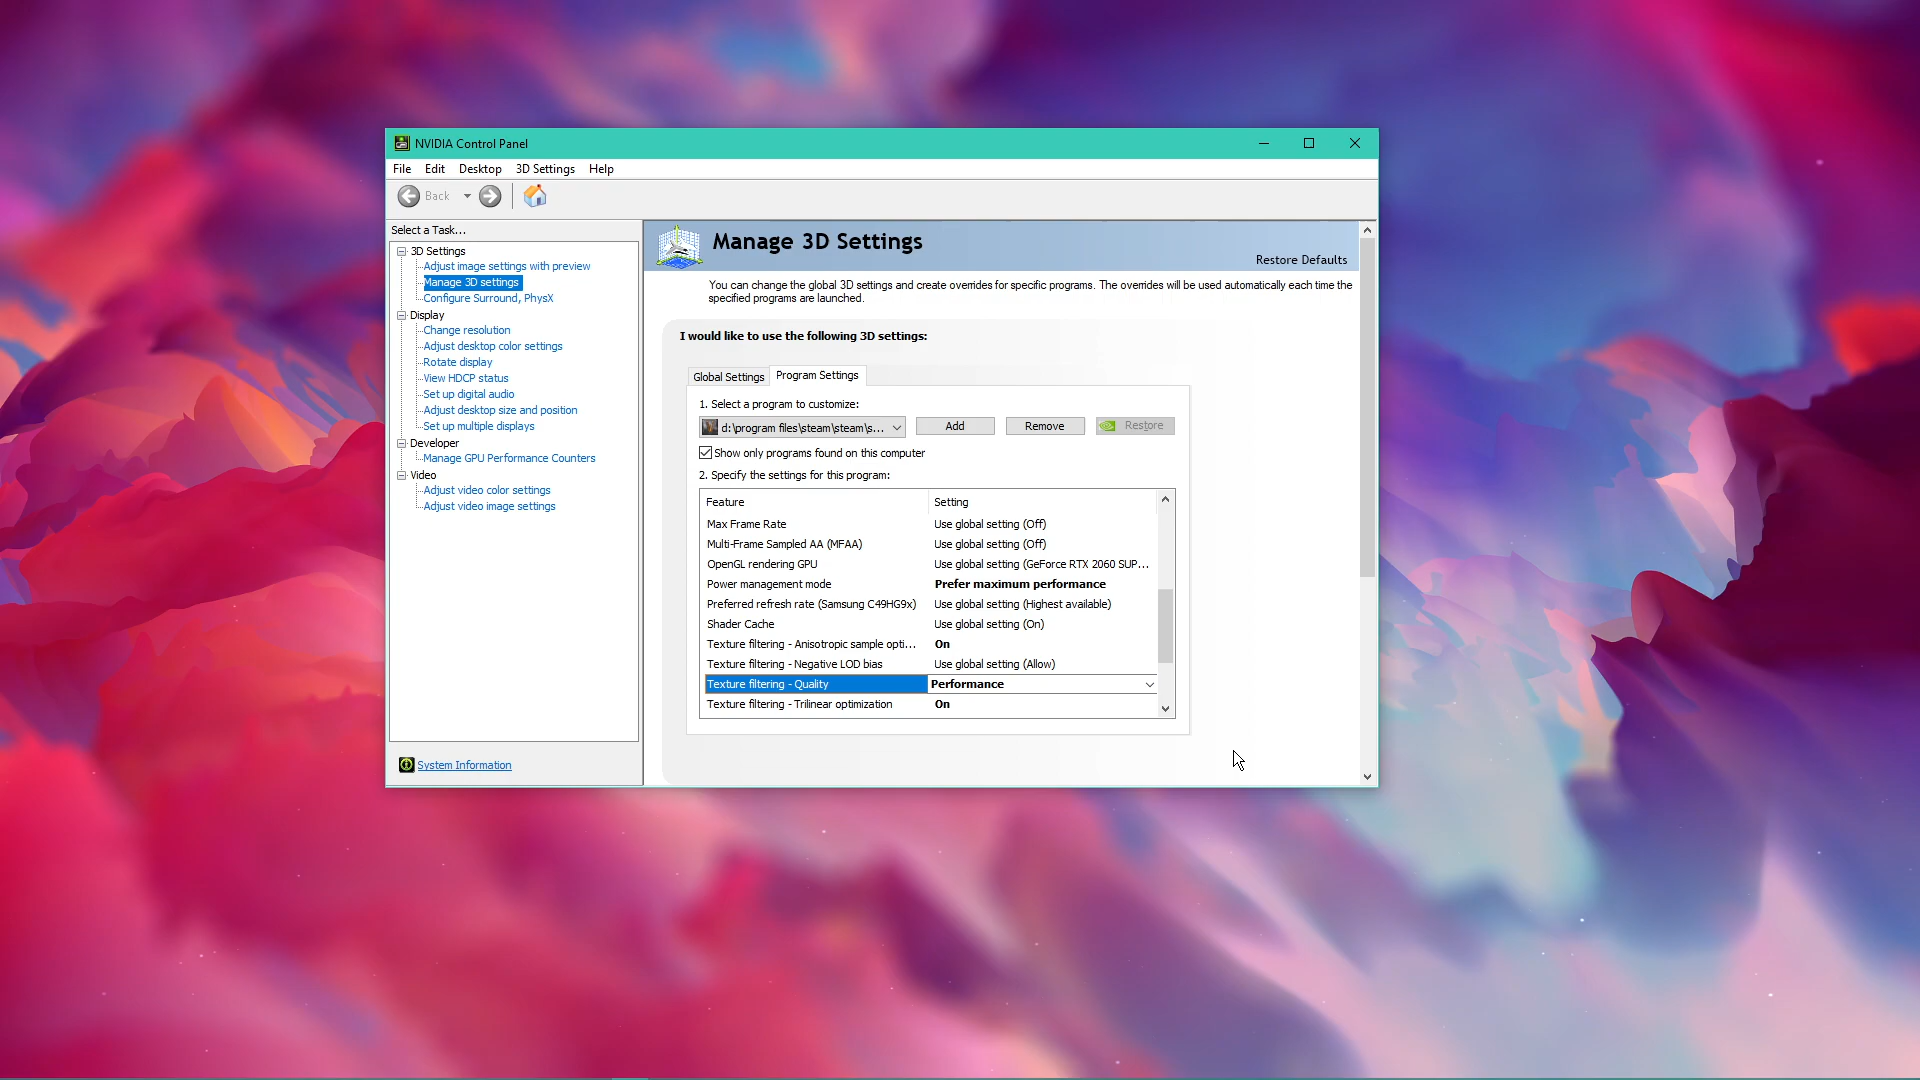 NVIDIA Control Panel
File Edit Desktop 3D Settings Help
Back
Select a Task...
3D Settings
Adjust image settings with preview
Manage 3D settings
Configure Surround, PhysX
Display
Change resolution
Adjust desktop color settings
Rotate display
View HDCP status
Set up digital audio
Adjust desktop size and position
Set up multiple displays
Developer
Manage GPU Performance Counters
Video
Adjust video color settings
Adjust video image settings
System Information
Manage 3D Settings
Restore Defaults
You can change the global 3D settings and create overrides for specific programs. The overrides will be used automatically each time the
specified programs are launched.
I would like to use the following 3D settings:
Global Settings Program Settings
1. Select a program to customize:
d:\program files\steam\steam\s... Add Remove Restore
Show only programs found on this computer
2. Specify the settings for this program:
Feature Setting
Max Frame Rate Use global setting (Off)
Multi-Frame Sampled AA (MFAA) Use global setting (Off)
OpenGL rendering GPU Use global setting (GeForce RTX 2060 SUP...
Power management mode Prefer maximum performance
Preferred refresh rate (Samsung C49HG9x) Use global setting (Highest available)
Shader Cache Use global setting (On)
Texture filtering - Anisotropic sample opti... On
Texture filtering - Negative LOD bias Use global setting (Allow)
Texture filtering - Quality Performance
Texture filtering - Trilinear optimization On